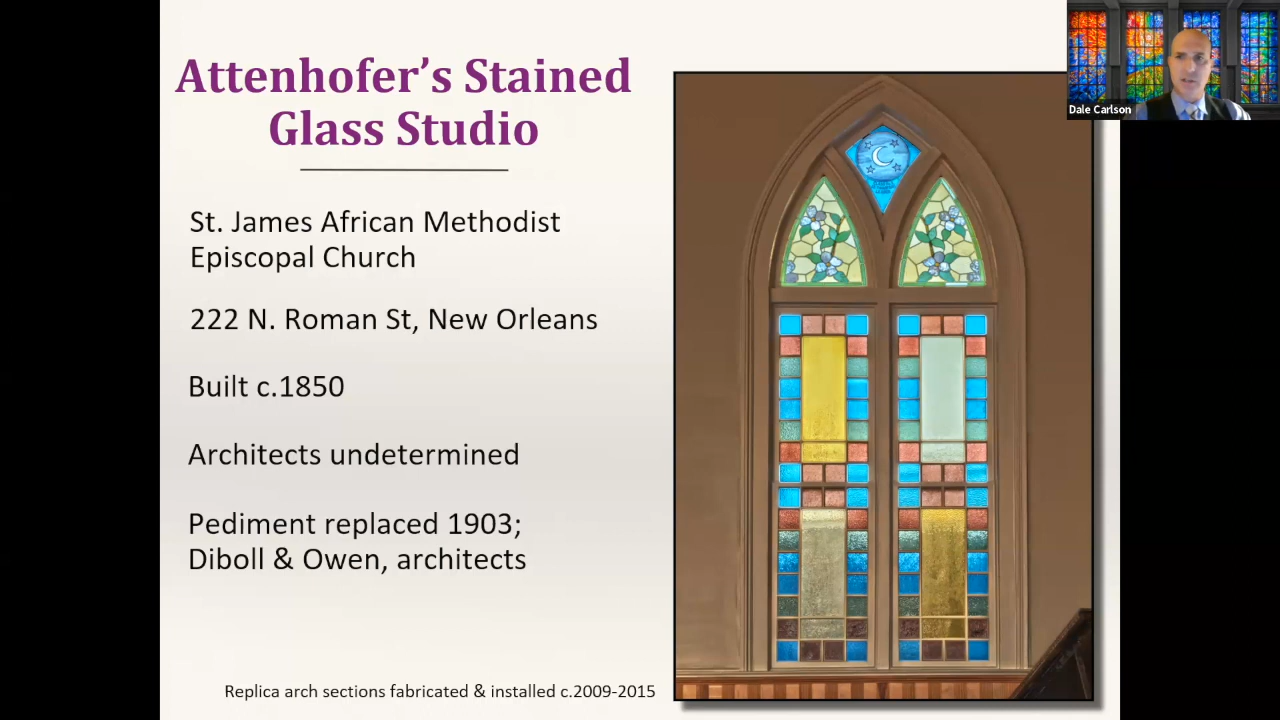 Attenhofer’s Stained
Glass Studio
St. James African Methodist
Episcopal Church
222 N. Roman St, New Orleans
Built c.1850
Architects undetermined
Pediment replaced 1903;
Diboll & Owen, architects
Replica arch sections fabricated & installed c.2009-2015
Dale Carlson